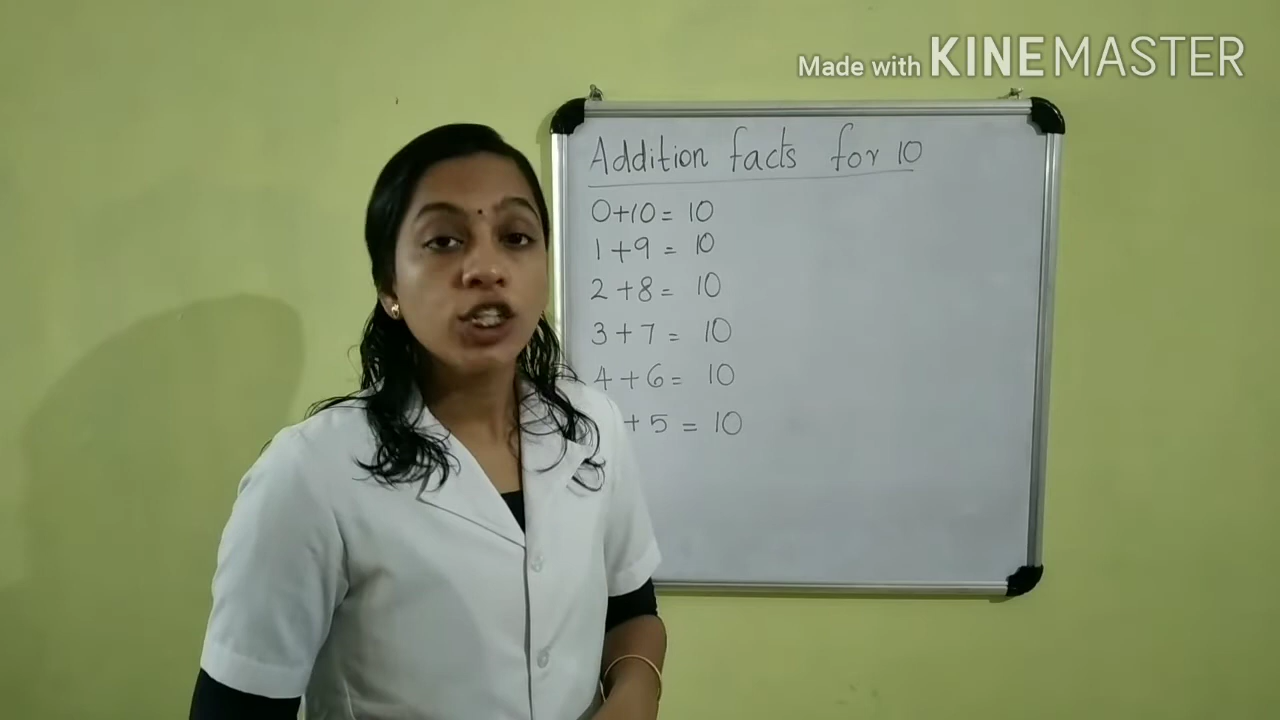 Made with KINEMASTER
Addition facts for 10
0+10 = 10
1+9 = 10
2+8 = 10
3+7 = 10
4+6 = 10
+5 = 10